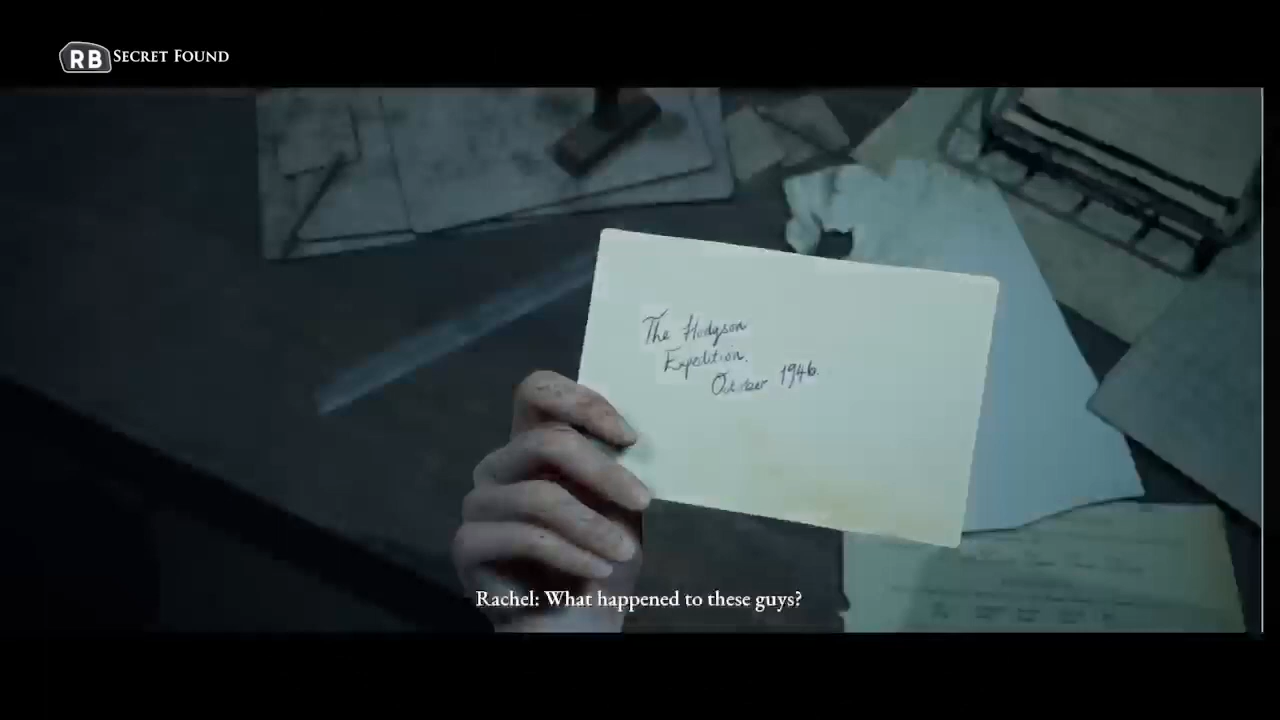 RB SECRET FOUND
The Hodgson
Expedition.
October 1946.
Rachel: What happened to these guys?